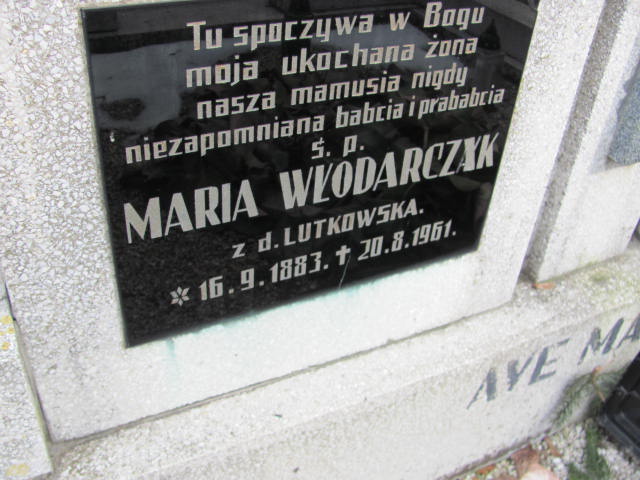 Tu spoczywa w Bogu
moja ukochana żona
nasza mamusia nigdy
niezapomniana babcia i prababcia
ś. p.
MARIA WŁODARCZAK
z d. LUTKOWSKA.
* 16. 9. 1883. ✝ 20. 8. 1961.
AVE MA